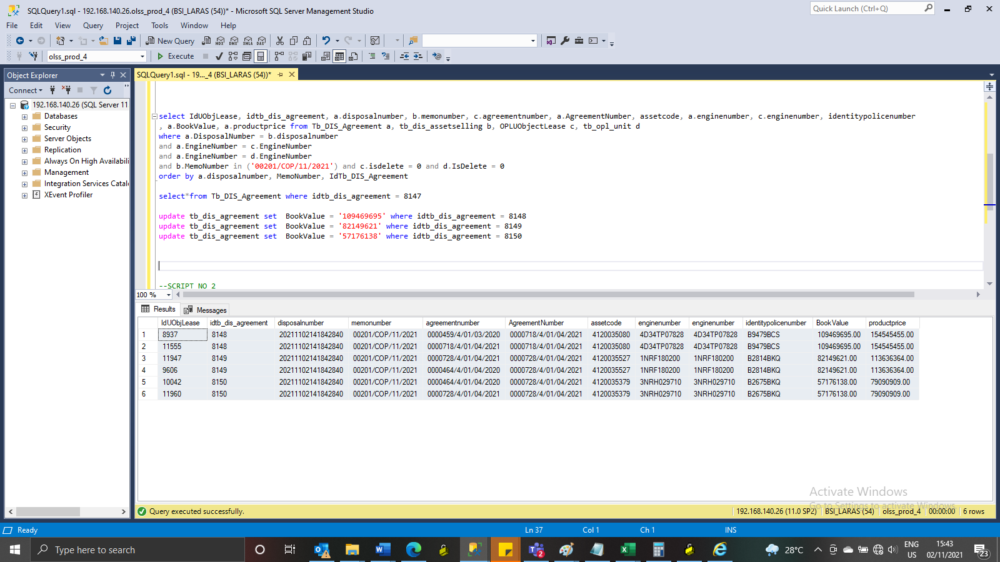 SQLQuery1.sql - 192.168.140.26.olss_prod_4 (BSI_LARAS (54))* - Microsoft SQL Server Management Studio
Quick Launch (Ctrl+Q)
File Edit View Query Project Tools Window Help
New Query
MDX DMX XMLA DAX
olss_prod_4 Execute
Object Explorer
SQLQuery1.sql - 19..._4 (BSI_LARAS (54))*
Connect
192.168.140.26 (SQL Server 11
Databases
Security
Server Objects
Replication
Always On High Availabili
Management
Integration Services Catal
XEvent Profiler
select IdUObjLease, idtb_dis_agreement, a.disposalnumber, b.memonumber, c.agreementnumber, a.AgreementNumber, assetcode, a.enginenumber, c.enginenumber, identitypolicenumber
, a.BookValue, a.productprice from Tb_DIS_Agreement a, tb_dis_assetselling b, OPLUObjectLease c, tb_opl_unit d
where a.DisposalNumber = b.disposalnumber
and a.EngineNumber = c.EngineNumber
and a.EngineNumber = d.EngineNumber
and b.MemoNumber in ('00201/COP/11/2021') and c.isdelete = 0 and d.IsDelete = 0
order by a.disposalnumber, MemoNumber, IdTb_DIS_Agreement
select*from Tb_DIS_Agreement where idtb_dis_agreement = 8147
update tb_dis_agreement set  BookValue = '109469695' where idtb_dis_agreement = 8148
update tb_dis_agreement set  BookValue = '82149621' where idtb_dis_agreement = 8149
update tb_dis_agreement set  BookValue = '57176138' where idtb_dis_agreement = 8150
--SCRIPT NO 2
100 %
Results Messages
IdUObjLease idtb_dis_agreement disposalnumber memonumber agreementnumber AgreementNumber assetcode enginenumber enginenumber identitypolicenumber BookValue productprice
1 8937 8148 20211102141842840 00201/COP/11/2021 0000459/4/01/03/2020 0000718/4/01/04/2021 4120035080 4D34TP07828 4D34TP07828 B9479BCS 109469695.00 154545455.00
2 11555 8148 20211102141842840 00201/COP/11/2021 0000718/4/01/04/2021 0000718/4/01/04/2021 4120035080 4D34TP07828 4D34TP07828 B9479BCS 109469695.00 154545455.00
3 11947 8149 20211102141842840 00201/COP/11/2021 0000728/4/01/04/2021 0000728/4/01/04/2021 4120035527 1NRF180200 1NRF180200 B2814BKQ 82149621.00 113636364.00
4 9606 8149 20211102141842840 00201/COP/11/2021 0000464/4/01/04/2020 0000728/4/01/04/2021 4120035527 1NRF180200 1NRF180200 B2814BKQ 82149621.00 113636364.00
5 10042 8150 20211102141842840 00201/COP/11/2021 0000464/4/01/04/2020 0000728/4/01/04/2021 4120035379 3NRH029710 3NRH029710 B2675BKQ 57176138.00 79090909.00
6 11960 8150 20211102141842840 00201/COP/11/2021 0000728/4/01/04/2021 0000728/4/01/04/2021 4120035379 3NRH029710 3NRH029710 B2675BKQ 57176138.00 79090909.00
Activate Windows
Go to Settings to activate Windows.
Query executed successfully. 192.168.140.26 (11.0 SP2) BSI_LARAS (54) olss_prod_4 00:00:00 6 rows
Ready Ln 37 Col 1 Ch 1 INS
Type here to search
2
28°C
ENG
US
15:43
02/11/2021
23